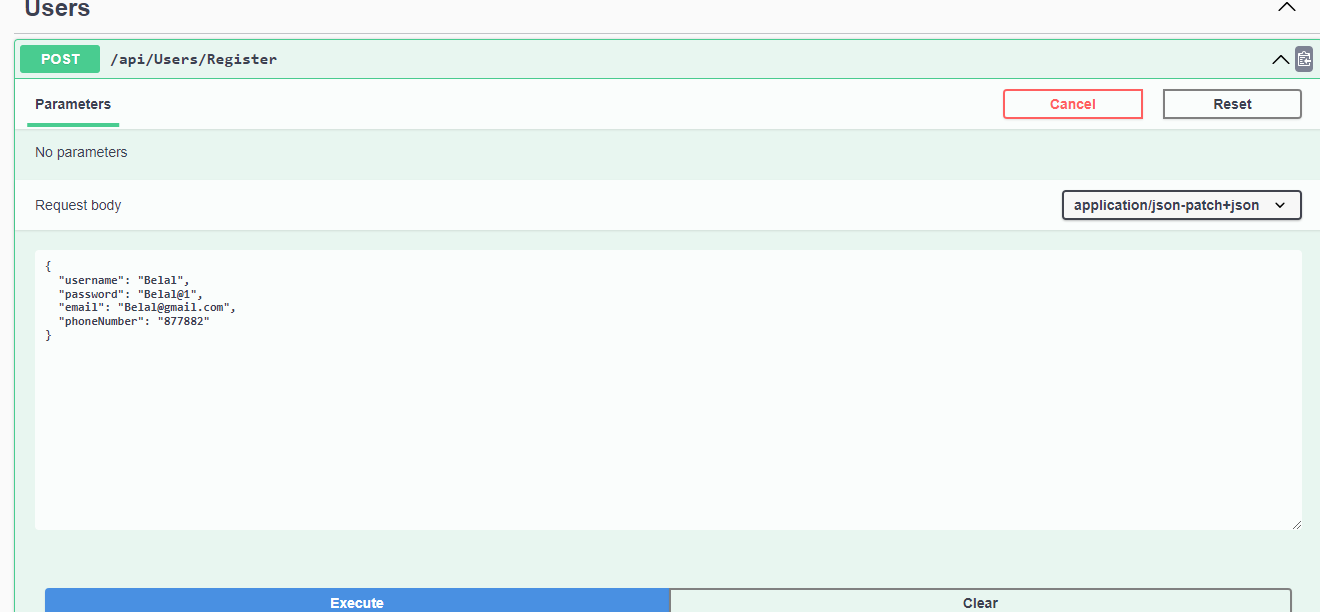 Users
POST /api/Users/Register
Parameters Cancel Reset
No parameters
Request body application/json-patch+json
{
"username": "Belal",
"password": "Belal@1",
"email": "Belal@gmail.com",
"phoneNumber": "877882"
}
Execute Clear